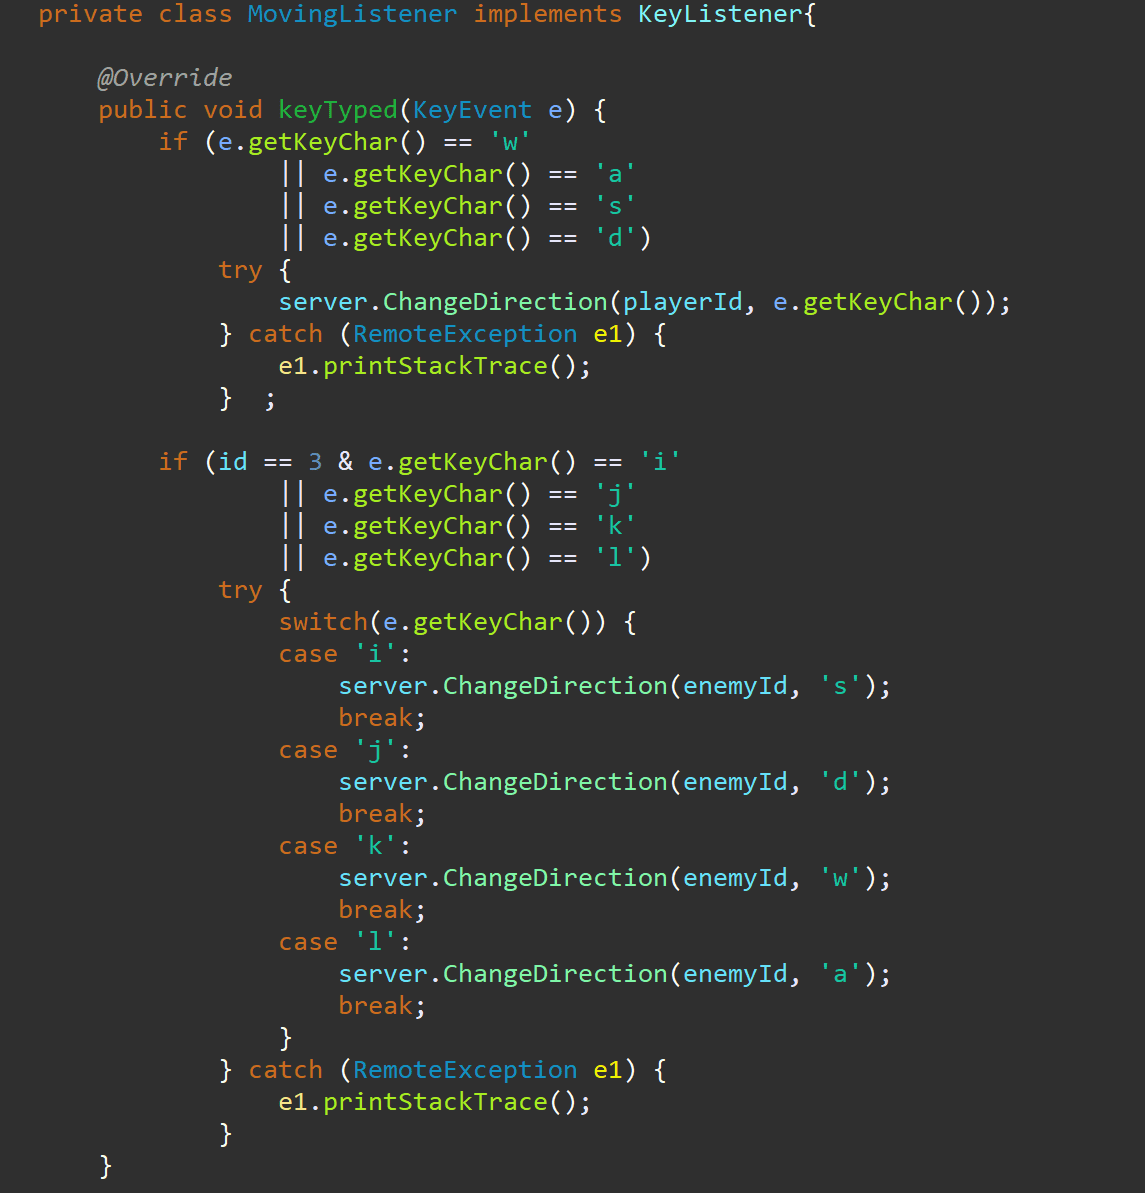 private class MovingListener implements KeyListener{
@Override
public void keyTyped(KeyEvent e) {
if (e.getKeyChar() == 'w'
|| e.getKeyChar() == 'a'
|| e.getKeyChar() == 's'
|| e.getKeyChar() == 'd')
try {
server.ChangeDirection(playerId, e.getKeyChar());
} catch (RemoteException e1) {
e1.printStackTrace();
}  ;
if (id == 3 & e.getKeyChar() == 'i'
|| e.getKeyChar() == 'j'
|| e.getKeyChar() == 'k'
|| e.getKeyChar() == 'l')
try {
switch(e.getKeyChar()) {
case 'i':
server.ChangeDirection(enemyId, 's');
break;
case 'j':
server.ChangeDirection(enemyId, 'd');
break;
case 'k':
server.ChangeDirection(enemyId, 'w');
break;
case 'l':
server.ChangeDirection(enemyId, 'a');
break;
}
} catch (RemoteException e1) {
e1.printStackTrace();
}
}